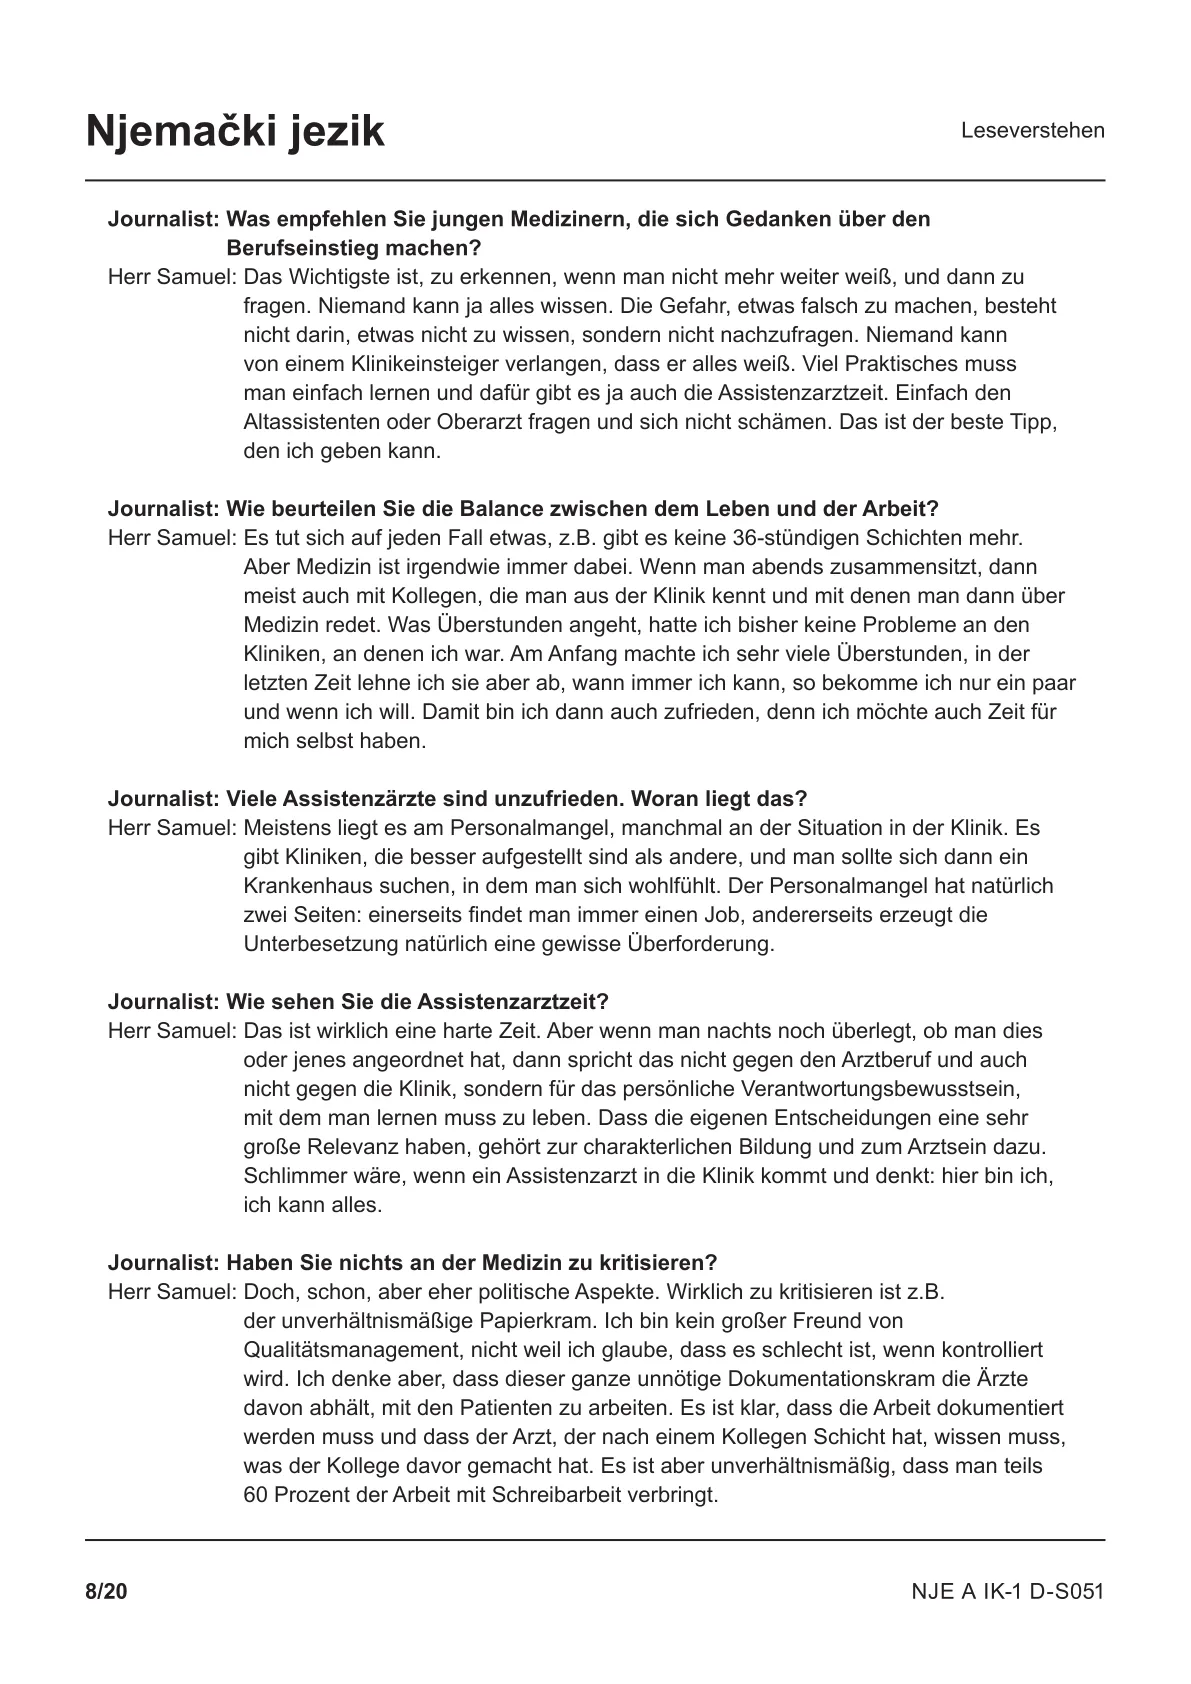 Njemački jezik
Leseverstehen
Journalist: Was empfehlen Sie jungen Medizinern, die sich Gedanken über den
Berufseinstieg machen?
Herr Samuel: Das Wichtigste ist, zu erkennen, wenn man nicht mehr weiter weiß, und dann zu
fragen. Niemand kann ja alles wissen. Die Gefahr, etwas falsch zu machen, besteht
nicht darin, etwas nicht zu wissen, sondern nicht nachzufragen. Niemand kann
von einem Klinikeinsteiger verlangen, dass er alles weiß. Viel Praktisches muss
man einfach lernen und dafür gibt es ja auch die Assistenzarztzeit. Einfach den
Altassistenten oder Oberarzt fragen und sich nicht schämen. Das ist der beste Tipp,
den ich geben kann.
Journalist: Wie beurteilen Sie die Balance zwischen dem Leben und der Arbeit?
Herr Samuel: Es tut sich auf jeden Fall etwas, z.B. gibt es keine 36-stündigen Schichten mehr.
Aber Medizin ist irgendwie immer dabei. Wenn man abends zusammensitzt, dann
meist auch mit Kollegen, die man aus der Klinik kennt und mit denen man dann über
Medizin redet. Was Überstunden angeht, hatte ich bisher keine Probleme an den
Kliniken, an denen ich war. Am Anfang machte ich sehr viele Überstunden, in der
letzten Zeit lehne ich sie aber ab, wann immer ich kann, so bekomme ich nur ein paar
und wenn ich will. Damit bin ich dann auch zufrieden, denn ich möchte auch Zeit für
mich selbst haben.
Journalist: Viele Assistenzärzte sind unzufrieden. Woran liegt das?
Herr Samuel: Meistens liegt es am Personalmangel, manchmal an der Situation in der Klinik. Es
gibt Kliniken, die besser aufgestellt sind als andere, und man sollte sich dann ein
Krankenhaus suchen, in dem man sich wohlfühlt. Der Personalmangel hat natürlich
zwei Seiten: einerseits findet man immer einen Job, andererseits erzeugt die
Unterbesetzung natürlich eine gewisse Überforderung.
Journalist: Wie sehen Sie die Assistenzarztzeit?
Herr Samuel: Das ist wirklich eine harte Zeit. Aber wenn man nachts noch überlegt, ob man dies
oder jenes angeordnet hat, dann spricht das nicht gegen den Arztberuf und auch
nicht gegen die Klinik, sondern für das persönliche Verantwortungsbewusstsein,
mit dem man lernen muss zu leben. Dass die eigenen Entscheidungen eine sehr
große Relevanz haben, gehört zur charakterlichen Bildung und zum Arztsein dazu.
Schlimmer wäre, wenn ein Assistenzarzt in die Klinik kommt und denkt: hier bin ich,
ich kann alles.
Journalist: Haben Sie nichts an der Medizin zu kritisieren?
Herr Samuel: Doch, schon, aber eher politische Aspekte. Wirklich zu kritisieren ist z.B.
der unverhältnismäßige Papierkram. Ich bin kein großer Freund von
Qualitätsmanagement, nicht weil ich glaube, dass es schlecht ist, wenn kontrolliert
wird. Ich denke aber, dass dieser ganze unnötige Dokumentationskram die Ärzte
davon abhält, mit den Patienten zu arbeiten. Es ist klar, dass die Arbeit dokumentiert
werden muss und dass der Arzt, der nach einem Kollegen Schicht hat, wissen muss,
was der Kollege davor gemacht hat. Es ist aber unverhältnismäßig, dass man teils
60 Prozent der Arbeit mit Schreibarbeit verbringt.
8/20
NJE A IK-1 D-S051